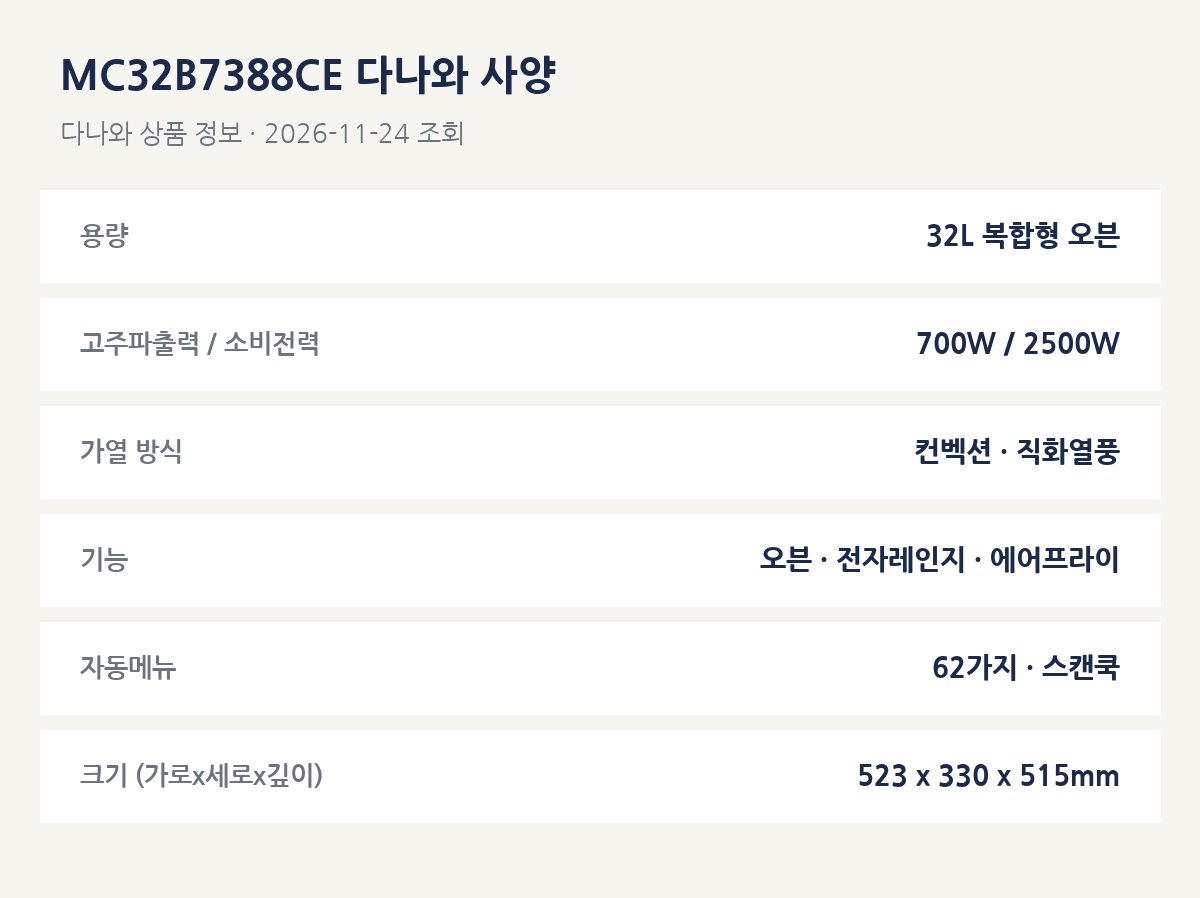 MC32B7388CE 다나와 사양
다나와 상품 정보 · 2026-11-24 조회
용량 32L 복합형 오븐
고주파출력 / 소비전력 700W / 2500W
가열 방식 컨벡션 · 직화열풍
기능 오븐 · 전자레인지 · 에어프라이
자동메뉴 62가지 · 스캔쿡
크기 (가로x세로x깊이) 523 x 330 x 515mm